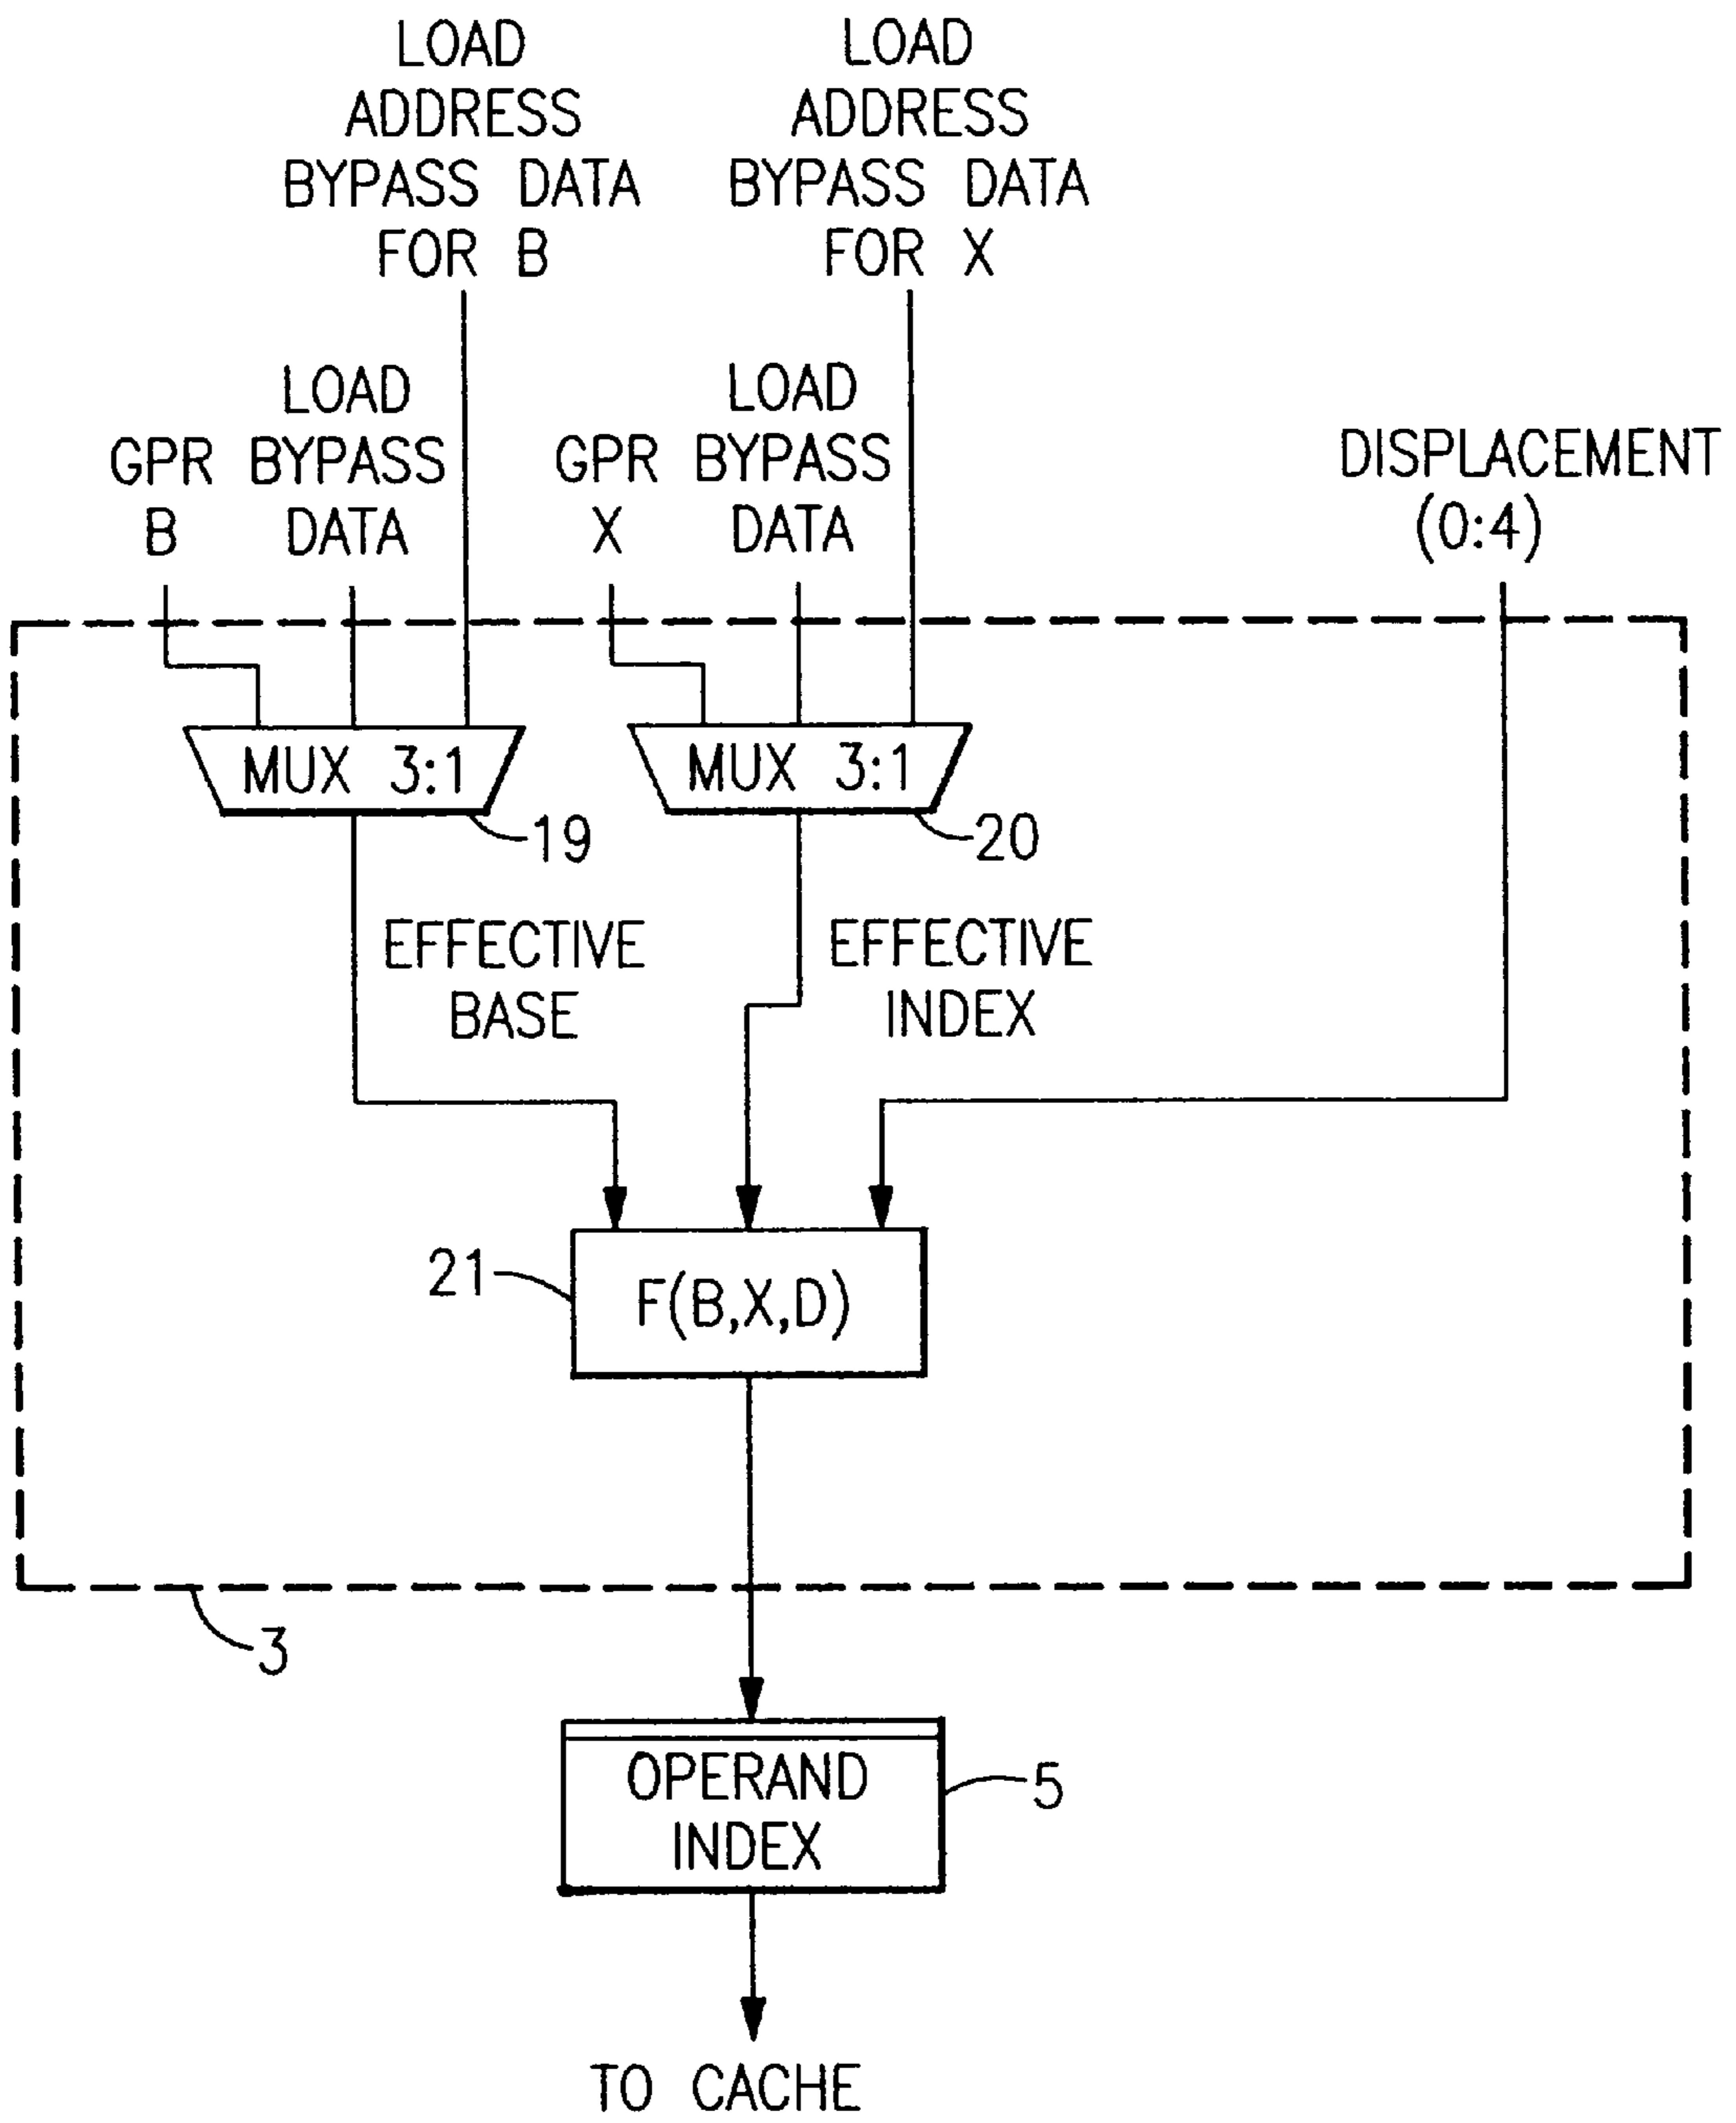 LOAD
ADDRESS
BYPASS DATA
FOR B
LOAD
ADDRESS
BYPASS DATA
FOR X
GPR
B
LOAD
BYPASS
DATA
GPR
X
LOAD
BYPASS
DATA
DISPLACEMENT
(0:4)
MUX 3:1
19
MUX 3:1
20
EFFECTIVE
BASE
EFFECTIVE
INDEX
21
F(B,X,D)
3
OPERAND
INDEX
5
TO CACHE